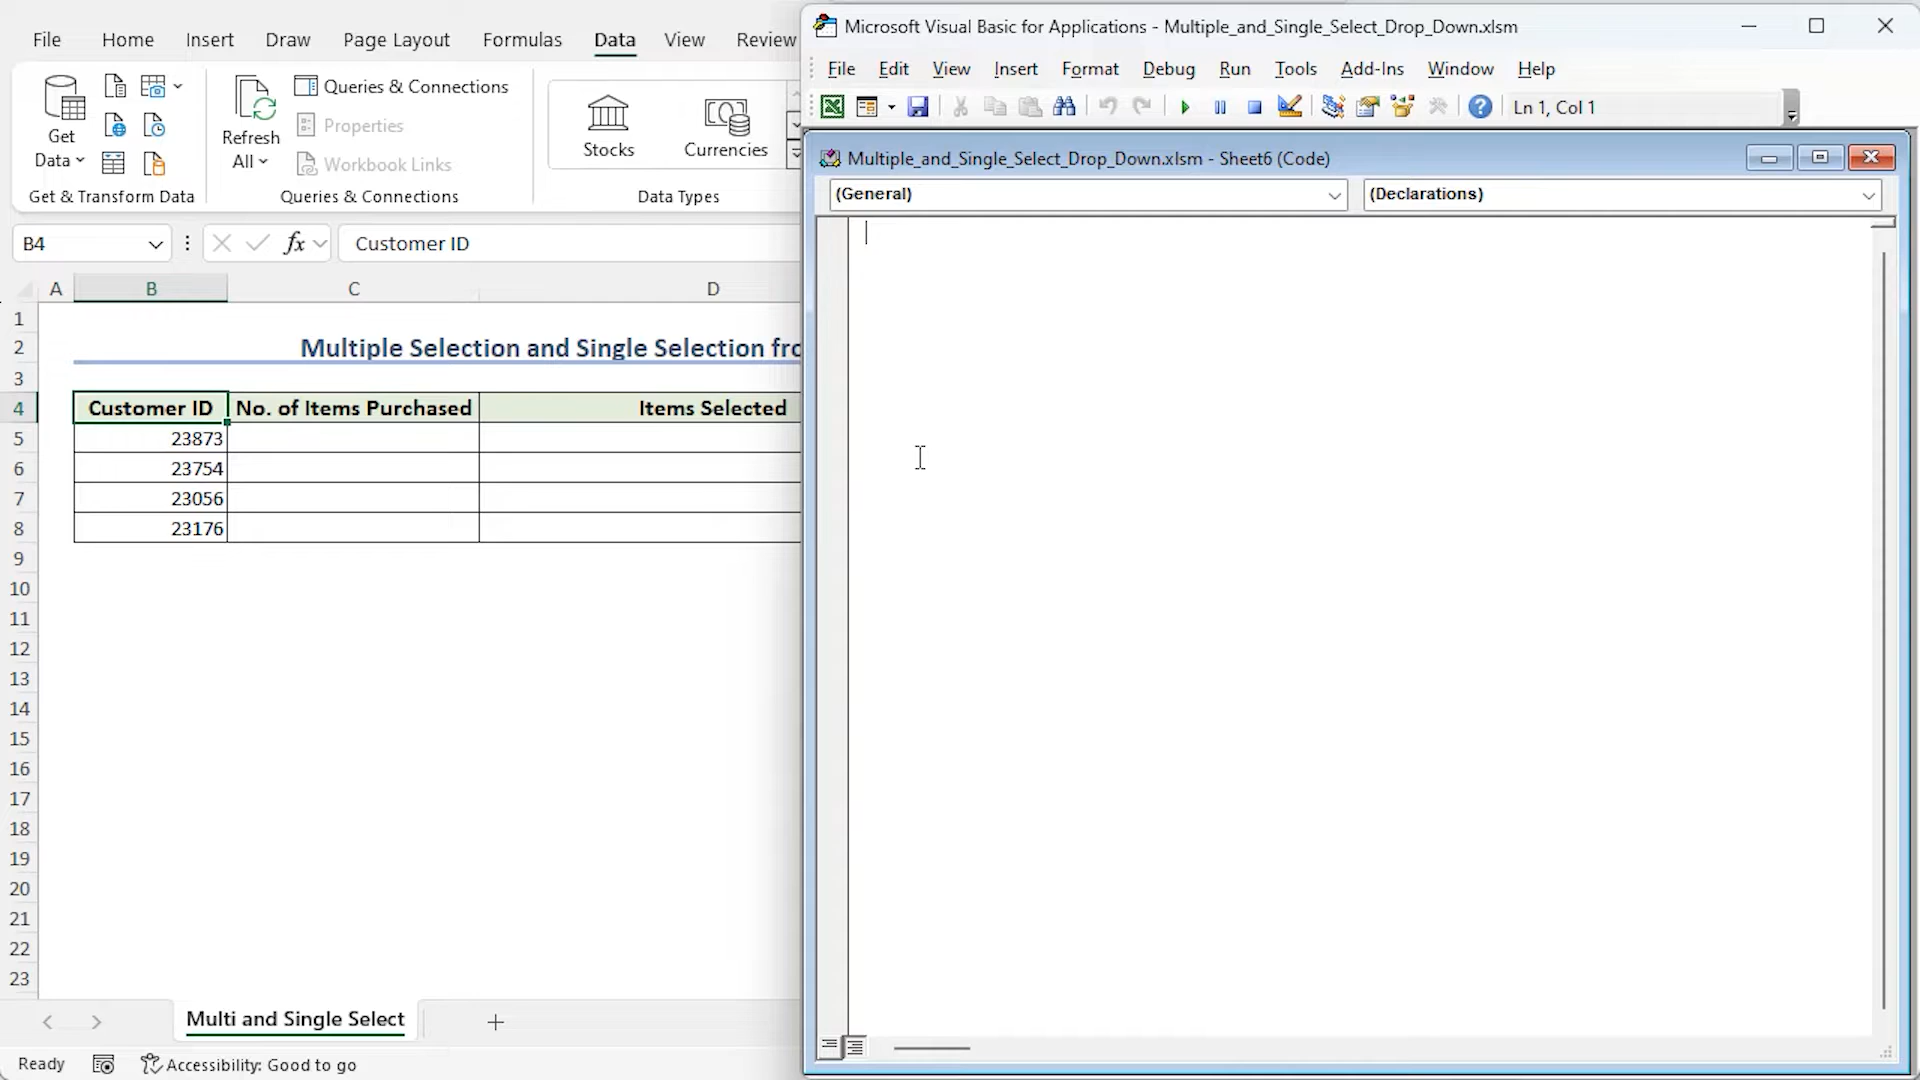 File Home Insert Draw Page Layout Formulas Data View Review
Get Data
Refresh All
Queries & Connections
Properties
Workbook Links
Stocks
Currencies
Get & Transform Data
Queries & Connections
Data Types
B4
fx
Customer ID
A B C D
1
2 Multiple Selection and Single Selection fro
3
4 Customer ID No. of Items Purchased Items Selected
5 23873
6 23754
7 23056
8 23176
9
10
11
12
13
14
15
16
17
18
19
20
21
22
23
Multi and Single Select
Ready
Accessibility: Good to go
Microsoft Visual Basic for Applications - Multiple_and_Single_Select_Drop_Down.xlsm
File Edit View Insert Format Debug Run Tools Add-Ins Window Help
Ln 1, Col 1
Multiple_and_Single_Select_Drop_Down.xlsm - Sheet6 (Code)
(General)
(Declarations)